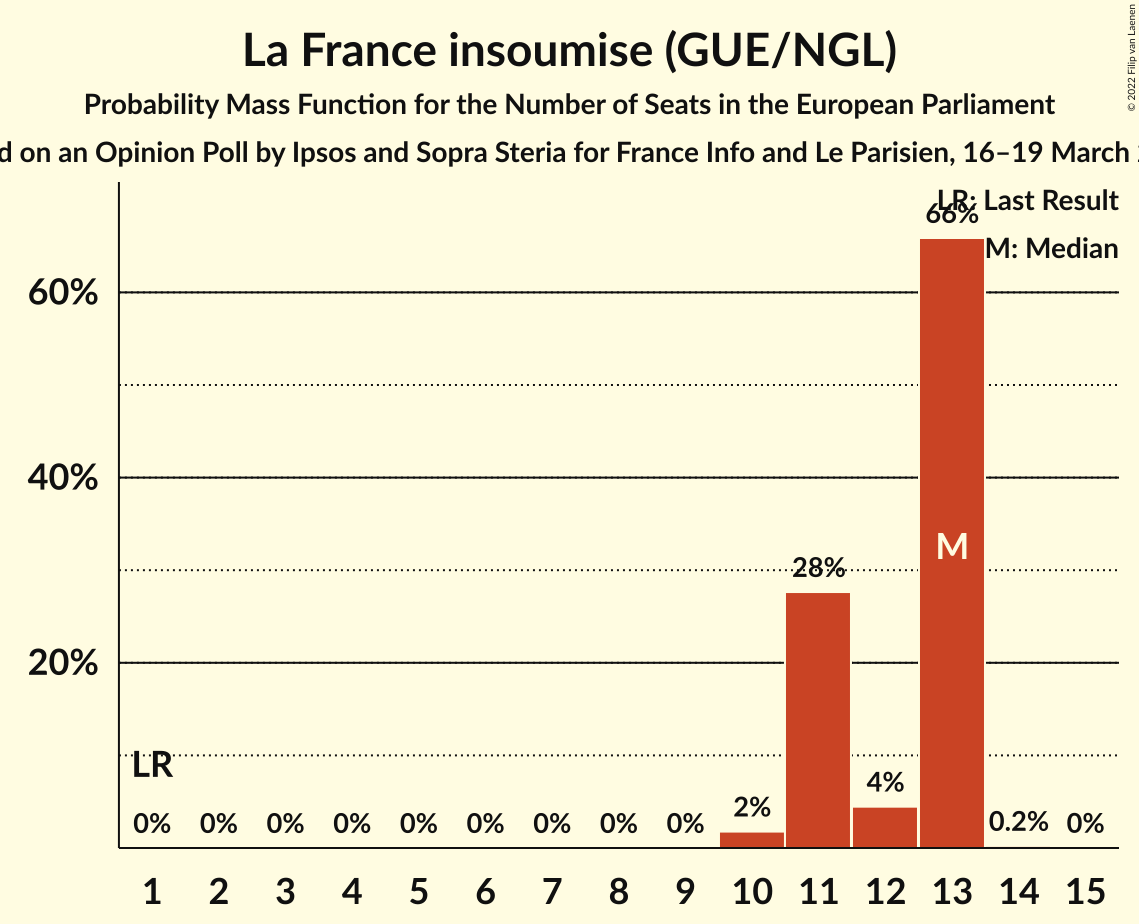 La France insoumise (GUE/NGL)
Probability Mass Function for the Number of Seats in the European Parliament
on an Opinion Poll by Ipsos and Sopra Steria for France Info and Le Parisien, 16–19 March
© 2022 Filip van Laenen
LR: Last Result
M: Median
66%
60%
40%
M
28%
20%
LR
4%
2%
0% 0% 0% 0% 0% 0% 0% 0% 0% 0.2% 0%
1 2 3 4 5 6 7 8 9 10 11 12 13 14 15